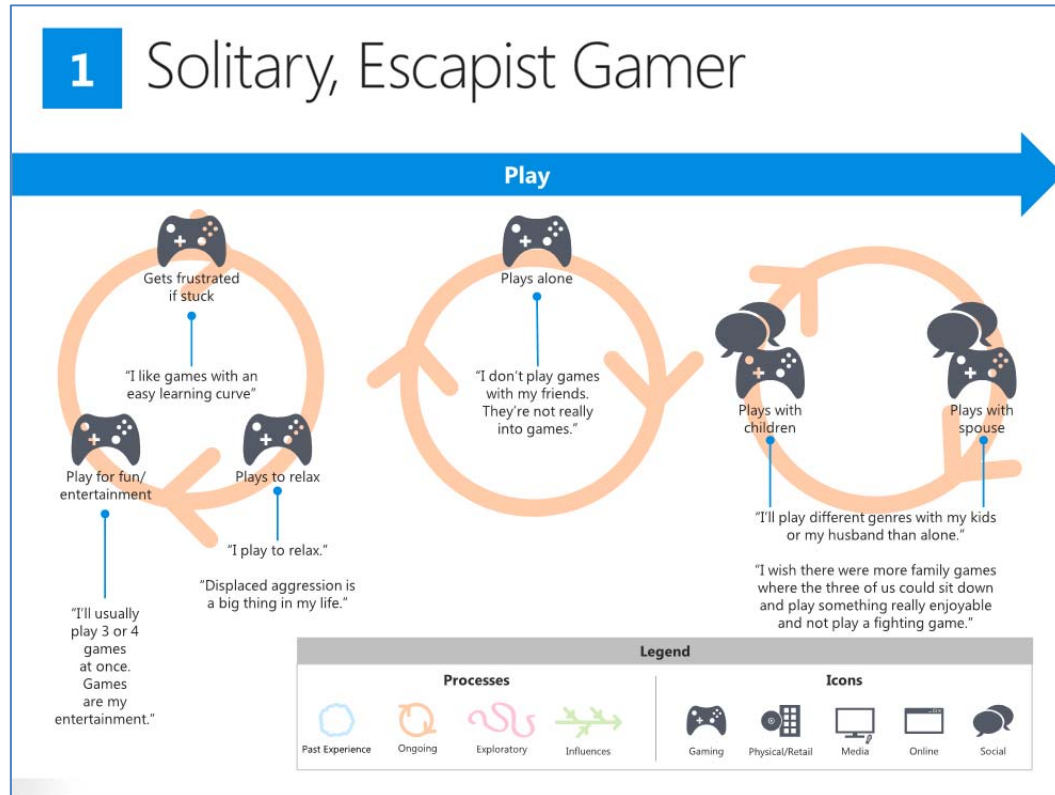 1 Solitary, Escapist Gamer
Play
Gets frustrated
if stuck
"I like games with an
easy learning curve"
Play for fun/
entertainment
"I'll usually
play 3 or 4
games
at once.
Games
are my
entertainment."
Plays to relax
"I play to relax."
"Displaced aggression is
a big thing in my life."
Plays alone
"I don't play games
with my friends.
They're not really
into games."
Plays with
children
Plays with
spouse
"I'll play different genres with my kids
or my husband than alone."
"I wish there were more family games
where the three of us could sit down
and play something really enjoyable
and not play a fighting game."
Legend
Processes
Past Experience
Ongoing
Exploratory
Influences
Icons
Gaming
Physical/Retail
Media
Online
Social